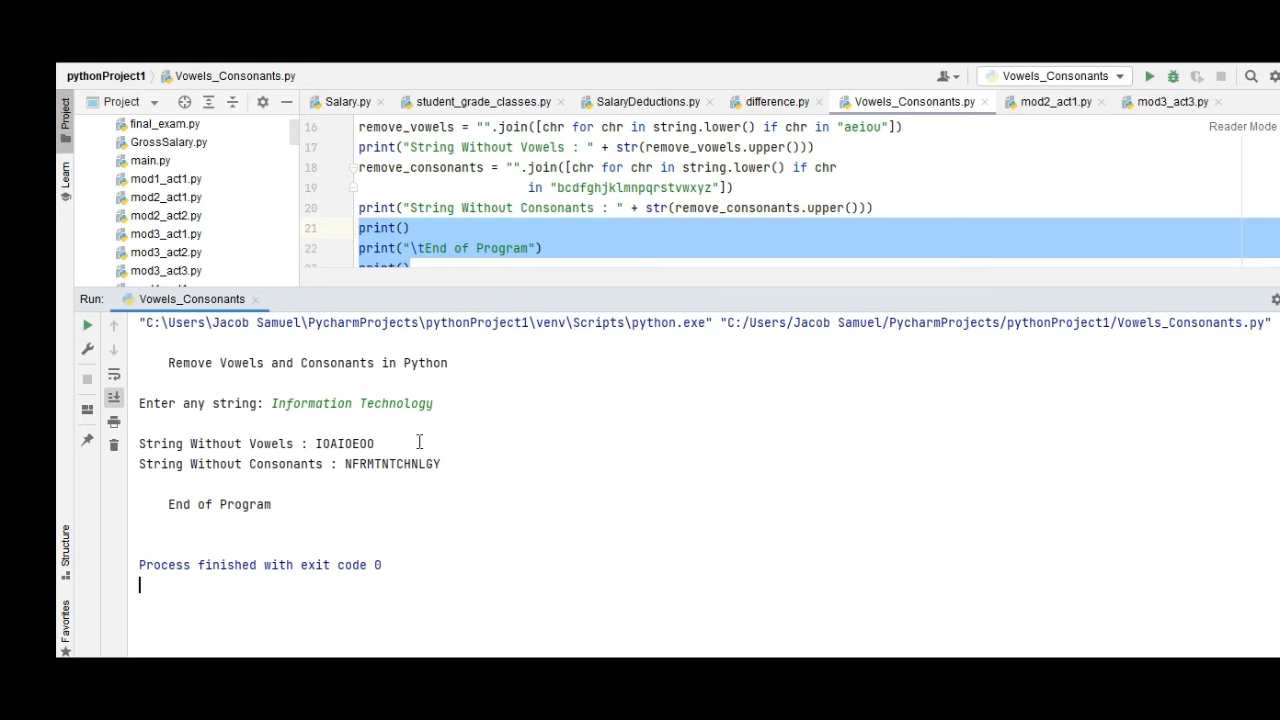 pythonProject1 Vowels_Consonants.py Vowels_Consonants
Project Salary.py student_grade_classes.py SalaryDeductions.py difference.py Vowels_Consonants.py mod2_act1.py mod3_act3.py
Project
Learn
Structure
Favorites
final_exam.py
GrossSalary.py
main.py
mod1_act1.py
mod2_act1.py
mod2_act2.py
mod3_act1.py
mod3_act2.py
mod3_act3.py
Reader Mode
16 remove_vowels = "".join([chr for chr in string.lower() if chr in "aeiou"])
17 print("String Without Vowels : " + str(remove_vowels.upper()))
18 remove_consonants = "".join([chr for chr in string.lower() if chr
19 in "bcdfghjklmnpqrstvwxyz"])
20 print("String Without Consonants : " + str(remove_consonants.upper()))
21 print()
22 print("\tEnd of Program")
23 print()
Run: Vowels_Consonants
"C:\Users\Jacob Samuel\PycharmProjects\pythonProject1\venv\Scripts\python.exe" "C:/Users/Jacob Samuel/PycharmProjects/pythonProject1/Vowels_Consonants.py"
Remove Vowels and Consonants in Python
Enter any string: Information Technology
String Without Vowels : IOAIOEOO
String Without Consonants : NFRMTNTCHNLGY
End of Program
Process finished with exit code 0